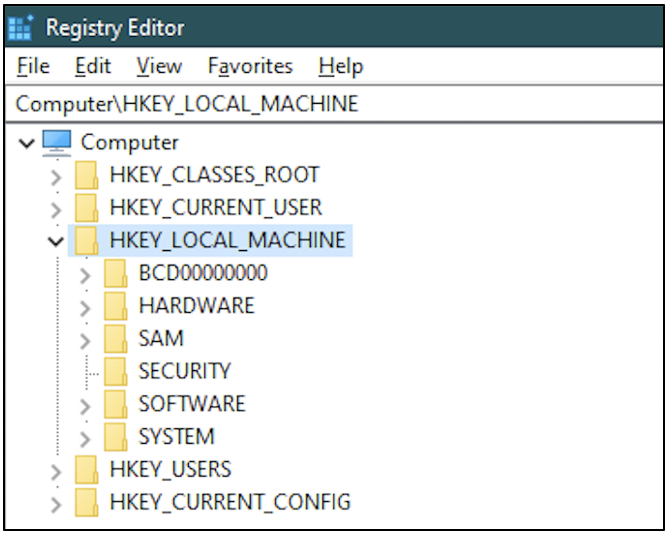 Registry Editor
File Edit View Favorites Help
Computer\HKEY_LOCAL_MACHINE
Computer
HKEY_CLASSES_ROOT
HKEY_CURRENT_USER
HKEY_LOCAL_MACHINE
BCD00000000
HARDWARE
SAM
SECURITY
SOFTWARE
SYSTEM
HKEY_USERS
HKEY_CURRENT_CONFIG